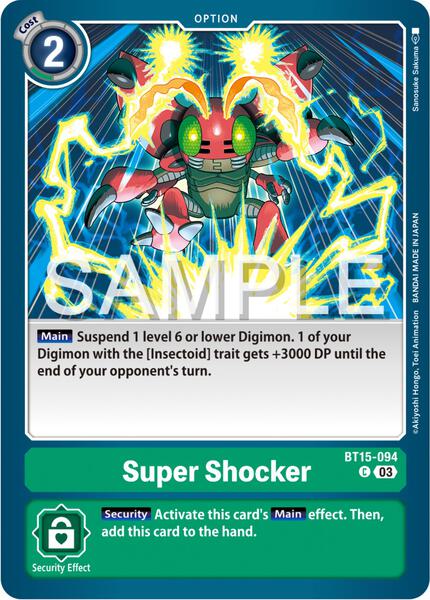 OPTION
Cost
2
Sanosuke Sakuma
SAMPLE
©Akiyoshi Hongo, Toei Animation BANDAI MADE IN JAPAN
Main Suspend 1 level 6 or lower Digimon. 1 of your
Digimon with the [Insectoid] trait gets +3000 DP until the
end of your opponent's turn.
BT15-094
Super Shocker
C 03
Security Activate this card's Main effect. Then,
add this card to the hand.
Security Effect